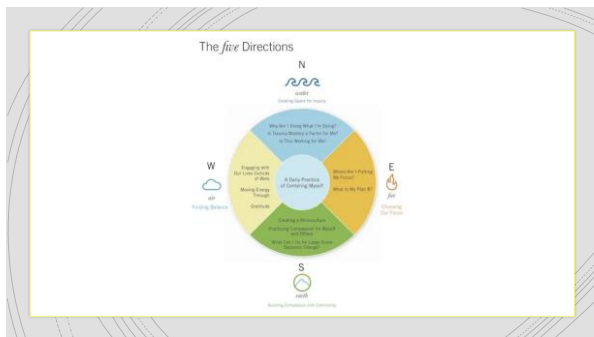 The five Directions
N
water
Creating Space for Inquiry
Why Am I Doing What I'm Doing?
Is Trauma Mastery a Factor for Me?
Is This Working for Me?
W
air
Finding Balance
Engaging with
Our Lives Outside
of Work
Moving Energy
Through
Gratitude
A Daily Practice
of Centering Myself
Where Am I Putting
My Focus?
What Is My Plan B?
E
fire
Choosing
Our Focus
Creating a Microculture
Practicing Compassion for Myself
and Others
What Can I Do for Large-Scale
Systemic Change?
S
earth
Building Compassion and Community